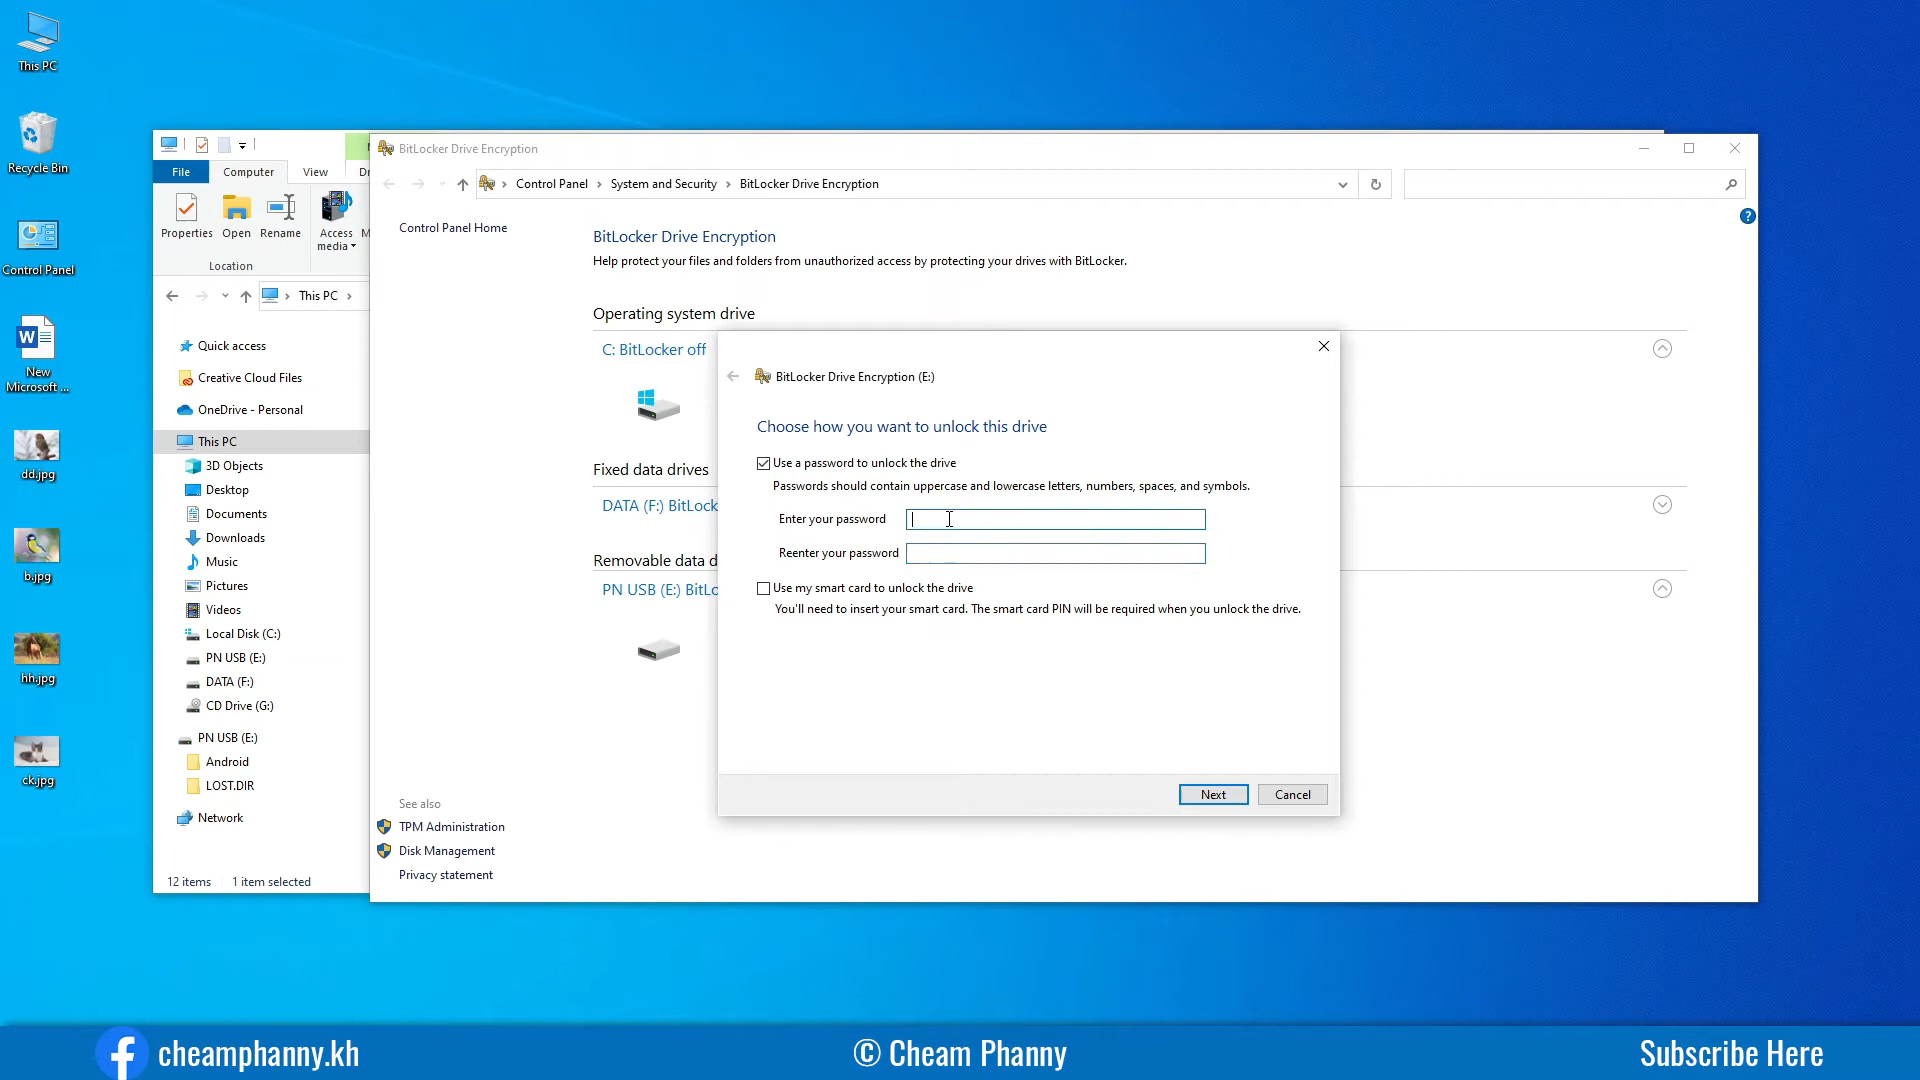 This PC
Recycle Bin
Control Panel
New
Microsoft ...
dd.jpg
b.jpg
hh.jpg
ck.jpg
File
Computer
View
Properties
Open
Rename
Access
media
Location
This PC
Quick access
Creative Cloud Files
OneDrive - Personal
This PC
3D Objects
Desktop
Documents
Downloads
Music
Pictures
Videos
Local Disk (C:)
PN USB (E:)
DATA (F:)
CD Drive (G:)
PN USB (E:)
Android
LOST.DIR
Network
12 items
1 item selected
BitLocker Drive Encryption
Control Panel
System and Security
BitLocker Drive Encryption
Control Panel Home
BitLocker Drive Encryption
Help protect your files and folders from unauthorized access by protecting your drives with BitLocker.
Operating system drive
C: BitLocker off
Fixed data drives
DATA (F:) BitLock
Removable data d
PN USB (E:) BitLo
See also
TPM Administration
Disk Management
Privacy statement
BitLocker Drive Encryption (E:)
Choose how you want to unlock this drive
Use a password to unlock the drive
Passwords should contain uppercase and lowercase letters, numbers, spaces, and symbols.
Enter your password
Reenter your password
Use my smart card to unlock the drive
You'll need to insert your smart card. The smart card PIN will be required when you unlock the drive.
Next
Cancel
cheamphanny.kh
© Cheam Phanny
Subscribe Here